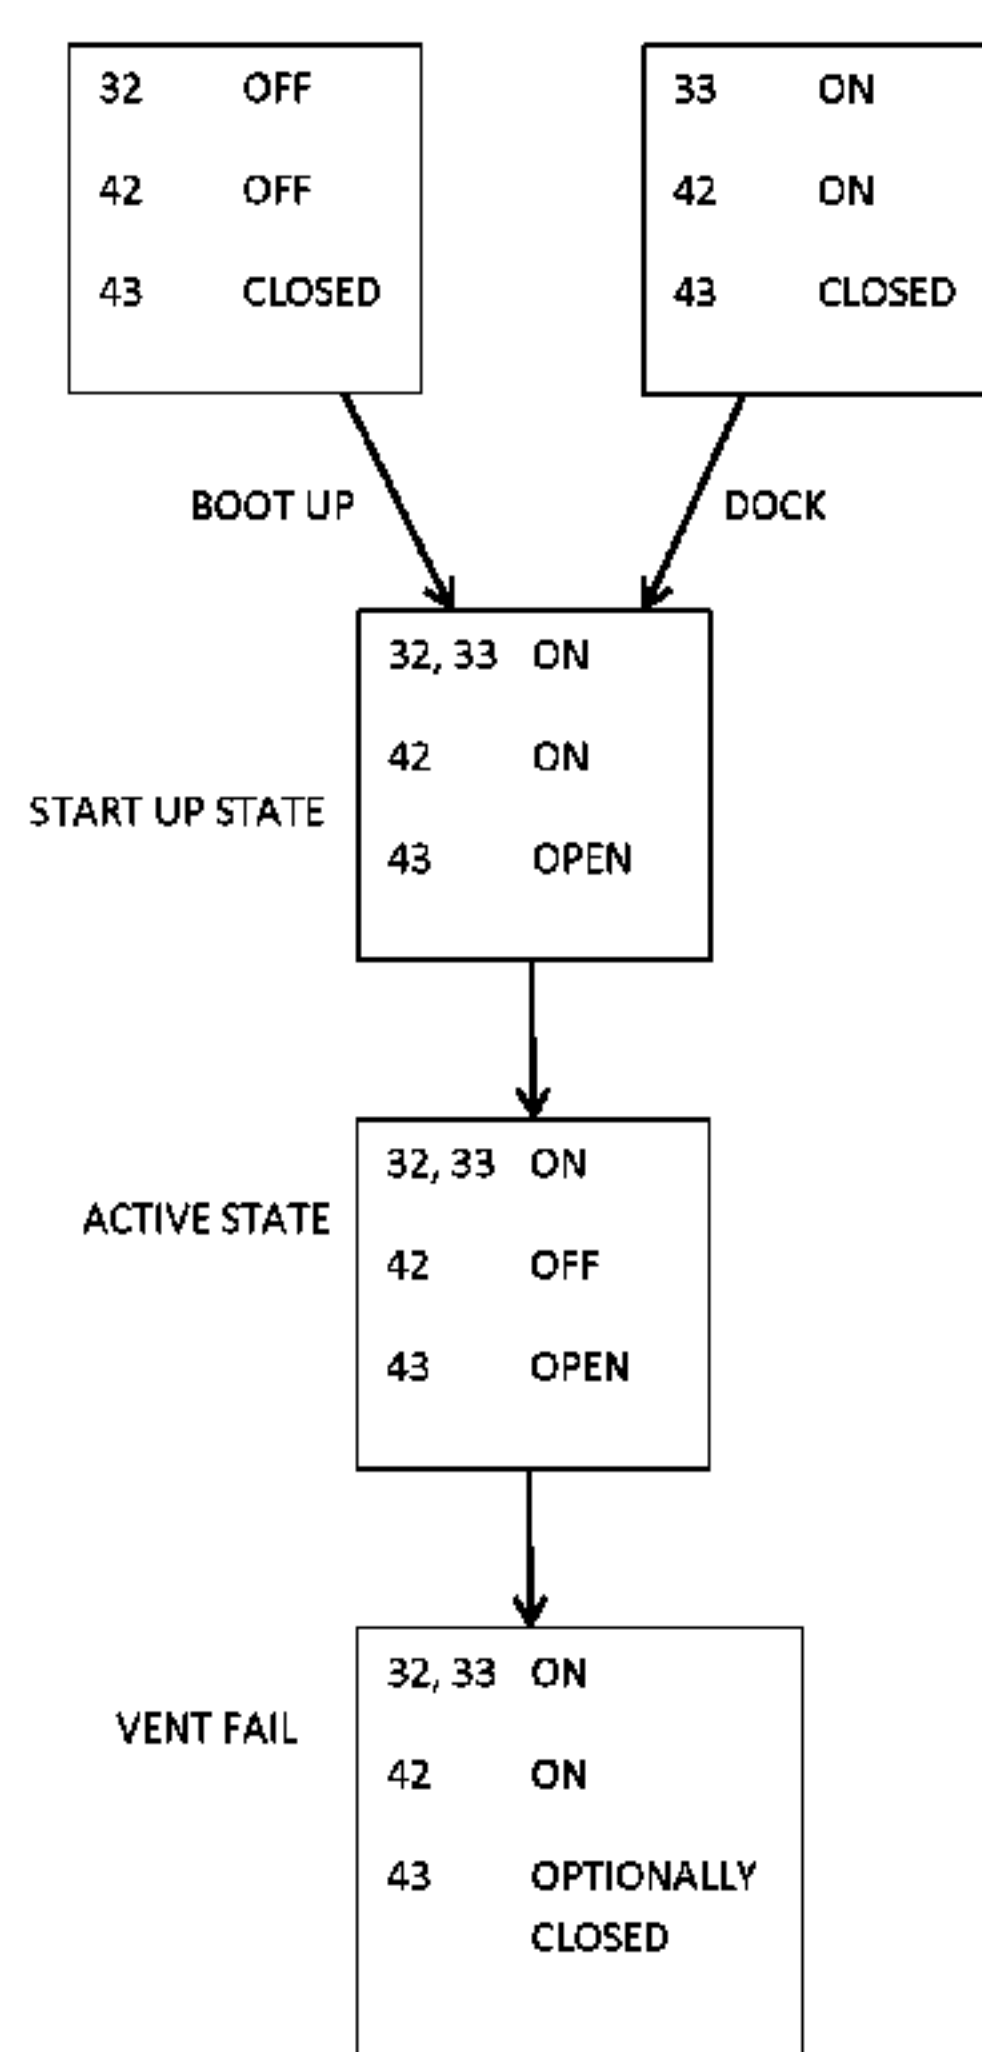 32 OFF
42 OFF
43 CLOSED
33 ON
42 ON
43 CLOSED
BOOT UP
DOCK
32, 33 ON
42 ON
START UP STATE
43 OPEN
32, 33 ON
ACTIVE STATE
42 OFF
43 OPEN
32, 33 ON
VENT FAIL
42 ON
43 OPTIONALLY
CLOSED